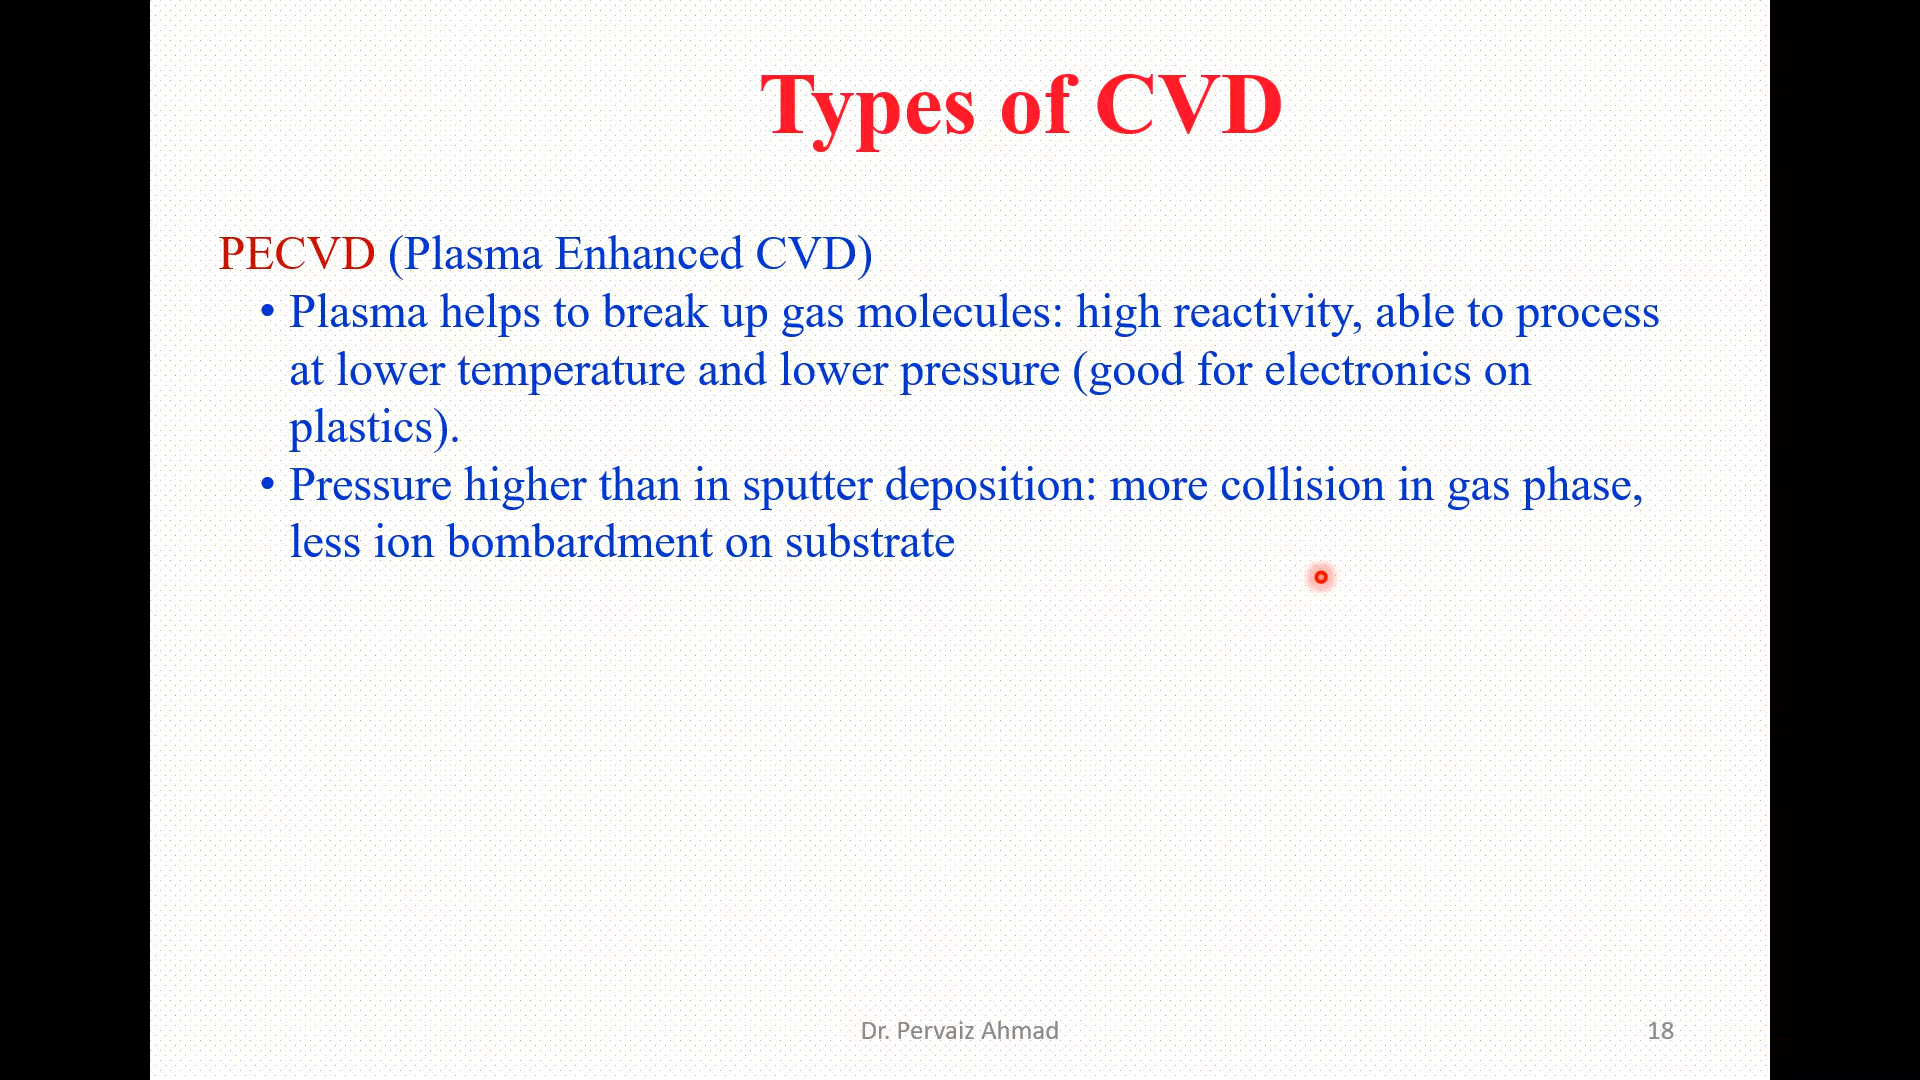 Types of CVD
PECVD (Plasma Enhanced CVD)
• Plasma helps to break up gas molecules: high reactivity, able to process
at lower temperature and lower pressure (good for electronics on
plastics).
• Pressure higher than in sputter deposition: more collision in gas phase,
less ion bombardment on substrate
Dr. Pervaiz Ahmad
18